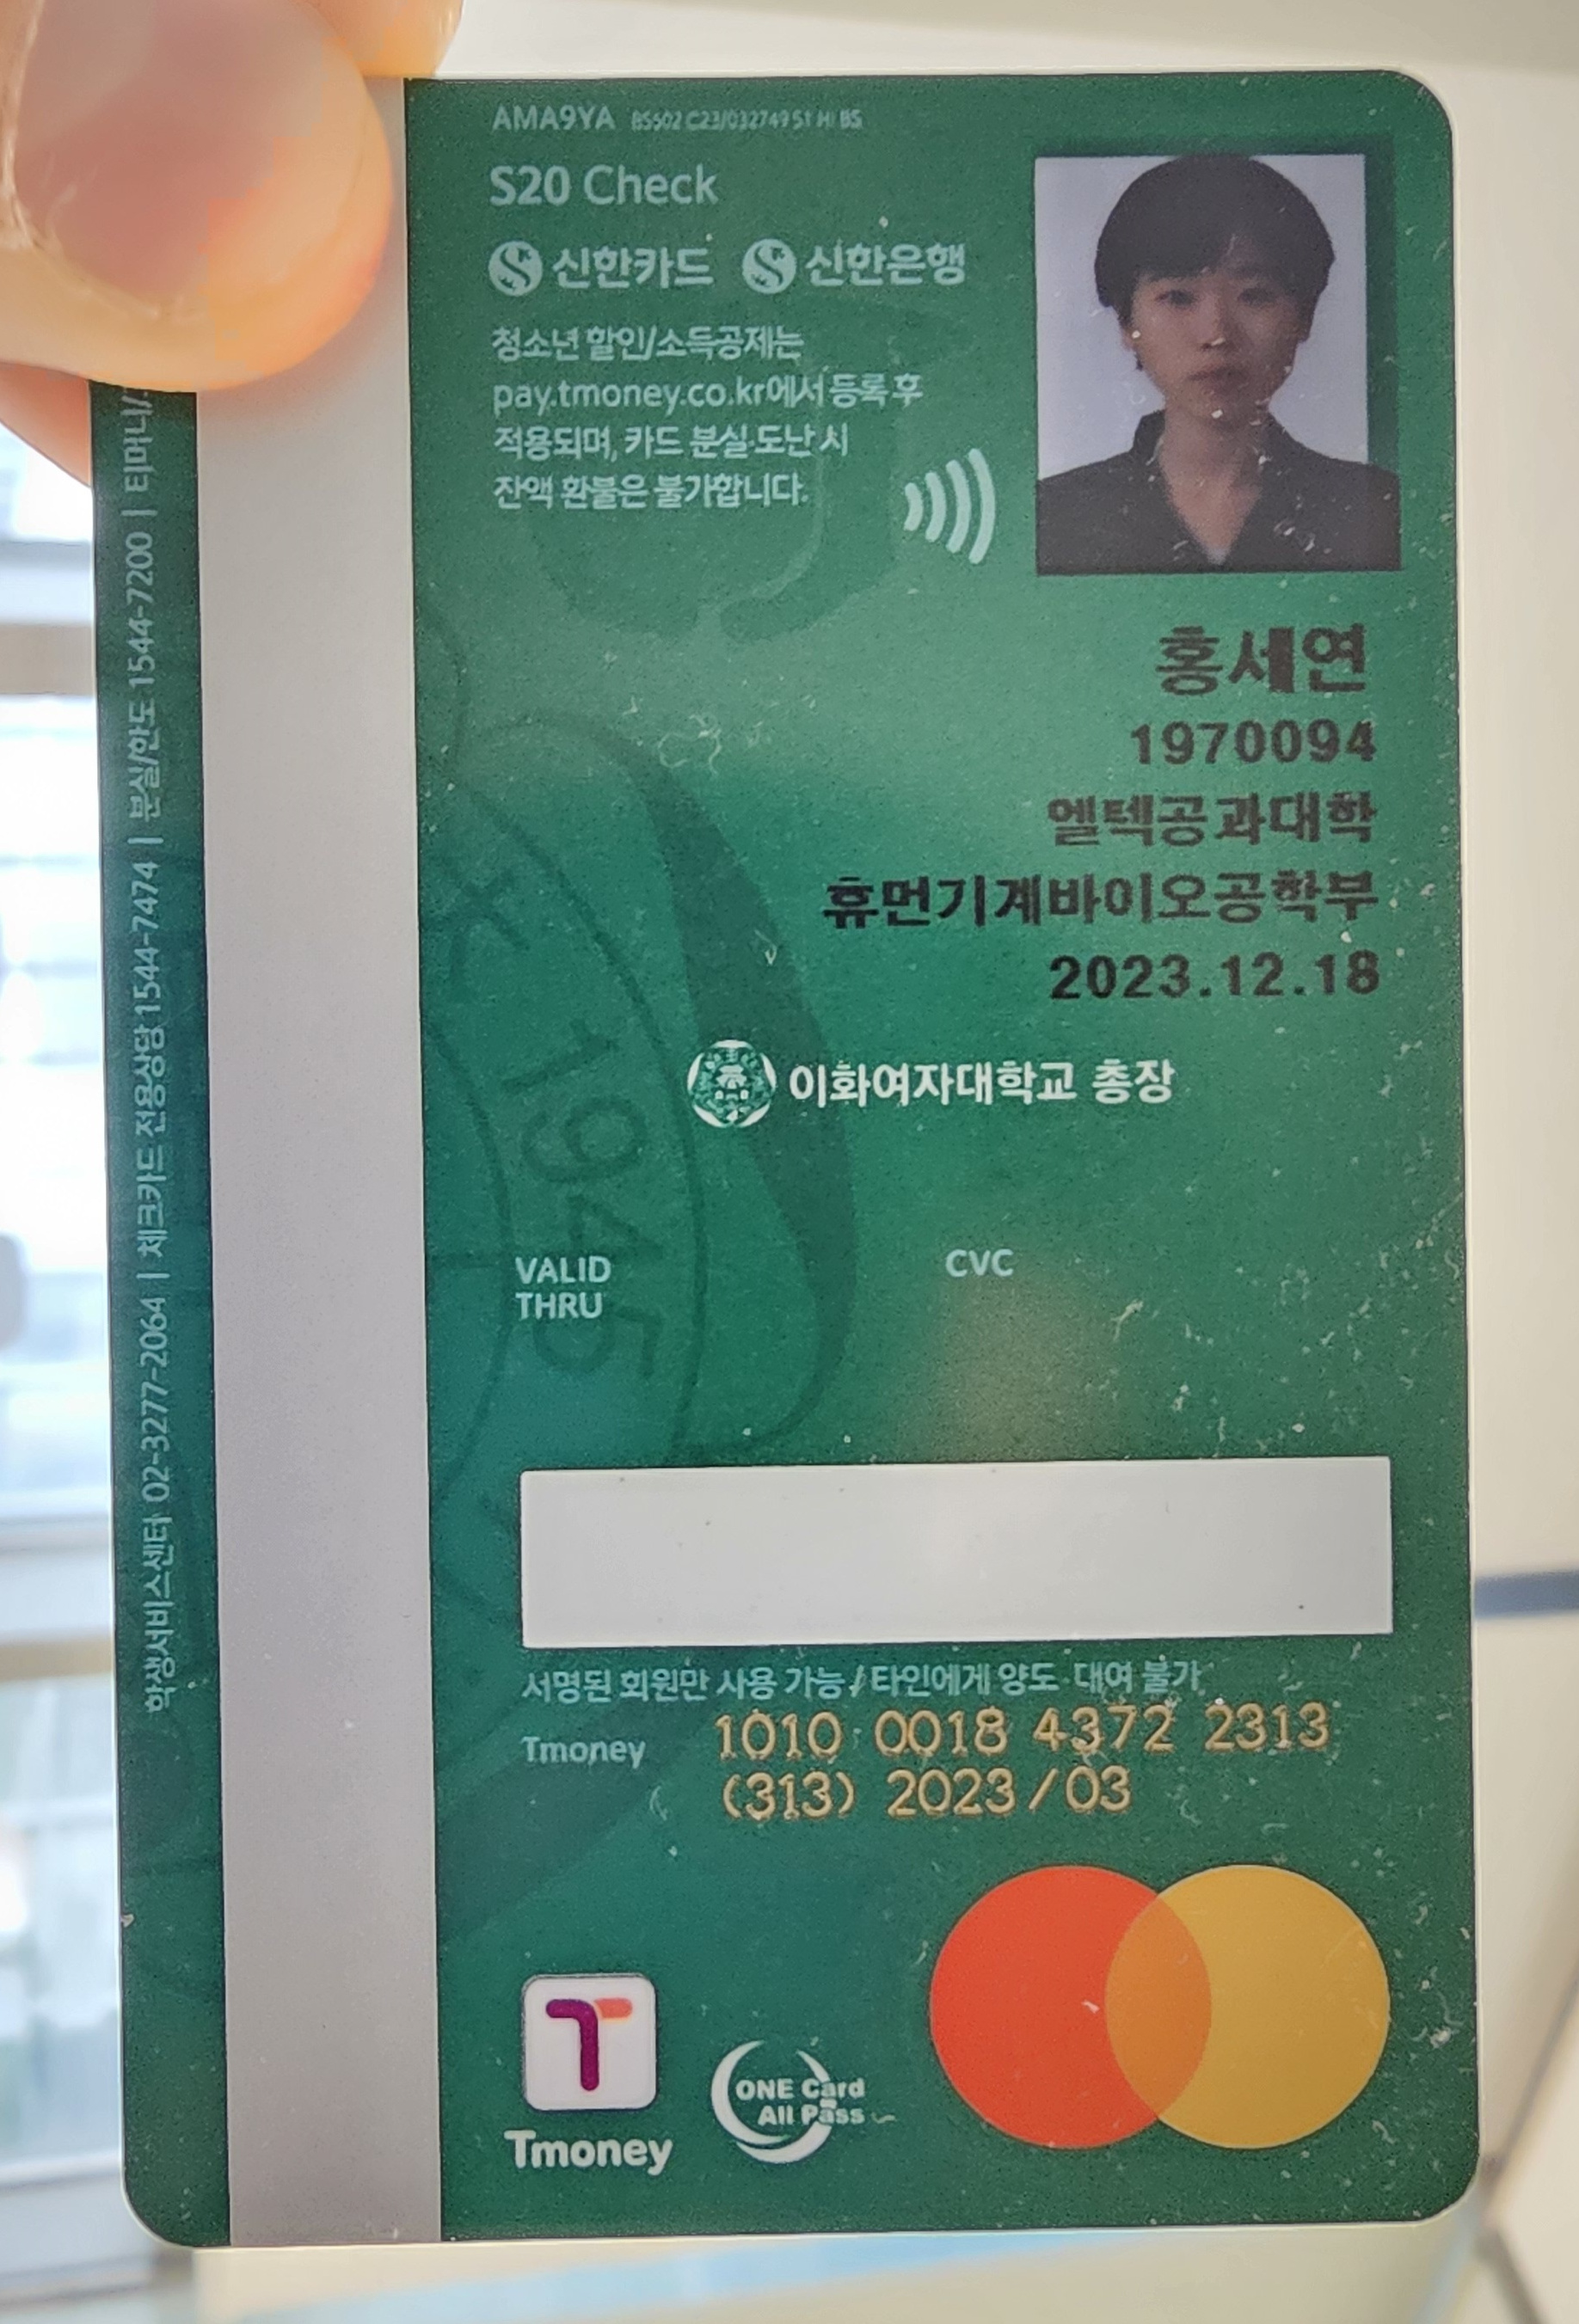 AMA9YA
S20 Check
신한카드 신한은행
청소년 할인/소득공제는
pay.tmoney.co.kr에서 등록 후
적용되며, 카드 분실·도난 시
잔액 환불은 불가합니다.
홍세연
1970094
엘텍공과대학
휴먼기계바이오공학부
2023.12.18
이화여자대학교 총장
1945
VALID
THRU
CVC
서명된 회원만 사용 가능 / 타인에게 양도·대여 불가
Tmoney 1010 0018 4372 2313
(313) 2023/03
Tmoney
ONE Card
All Pass
학생서비스센터 02-3277-2064 | 체크카드 전용상담 1544-7474 | 분실/한도 1544-7200 | 티머니/